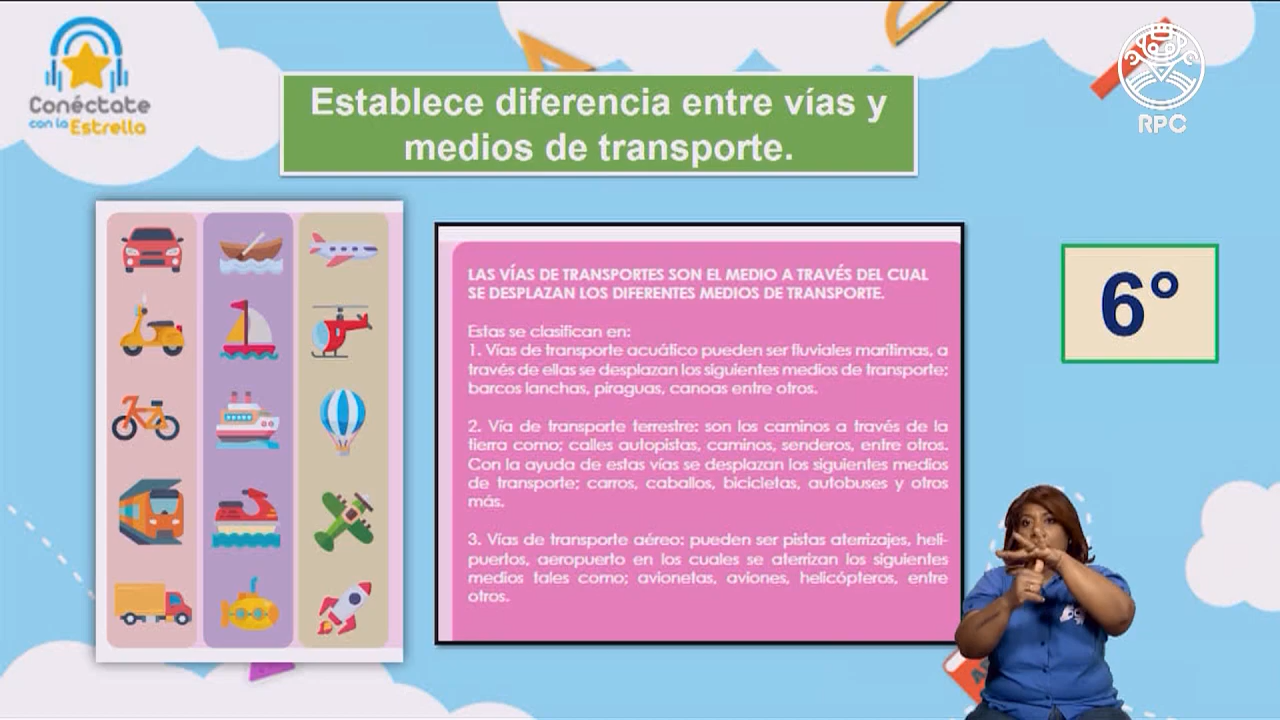 Conéctate
con la Estrella
RPC
Establece diferencia entre vías y
medios de transporte.
LAS VÍAS DE TRANSPORTES SON EL MEDIO A TRAVÉS DEL CUAL
SE DESPLAZAN LOS DIFERENTES MEDIOS DE TRANSPORTE.
Estas se clasifican en:
1. Vías de transporte acuático pueden ser fluviales marítimas, a
través de ellas se desplazan los siguientes medios de transporte;
barcos lanchas, piraguas, canoas entre otros.
2. Vía de transporte terrestre: son los caminos a través de la
tierra como; calles autopistas, caminos, senderos, entre otros.
Con la ayuda de estas vías se desplazan los siguientes medios
de transporte; carros, caballos, bicicletas, autobuses y otros
más.
3. Vías de transporte aéreo: pueden ser pistas aterrizajes, heli-
puertos, aeropuerto en los cuales se aterrizan los siguientes
medios tales como; avionetas, aviones, helicópteros, entre
otros.
6°